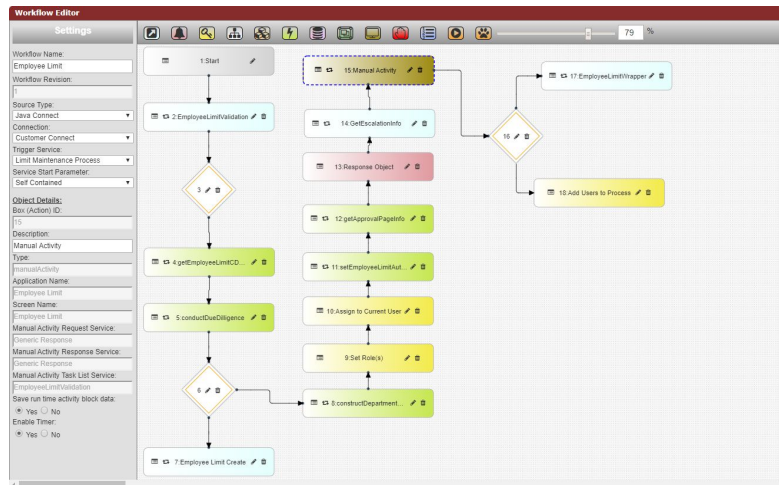 Workflow Editor
Settings
79 %
Workflow Name:
Employee Limit
Workflow Revision:
1
Source Type:
Java Connect
Connection:
Customer Connect
Trigger Service:
Limit Maintenance Process
Service Start Parameter:
Self Contained
Object Details:
Box (Action) ID:
15
Description:
Manual Activity
Type:
manualActivity
Application Name:
Employee Limit
Screen Name:
Employee Limit
Manual Activity Request Service:
Generic Response
Manual Activity Response Service:
Generic Response
Manual Activity Task List Service:
EmployeeLimitValidation
Save run time activity block data:
Yes No
Enable Timer:
Yes No
1:Start
2:EmployeeLimitValidation
3
4:getEmployeeLimitCD...
5:conductDueDiligence
6
7:Employee Limit Create
15:Manual Activity
14:GetEscalationInfo
13:Response Object
12:getApprovalPageInfo
11:setEmployeeLimitAut...
10:Assign to Current User
9:Set Role(s)
8:constructDepartment...
16
17:EmployeeLimitWrapper
18:Add Users to Process